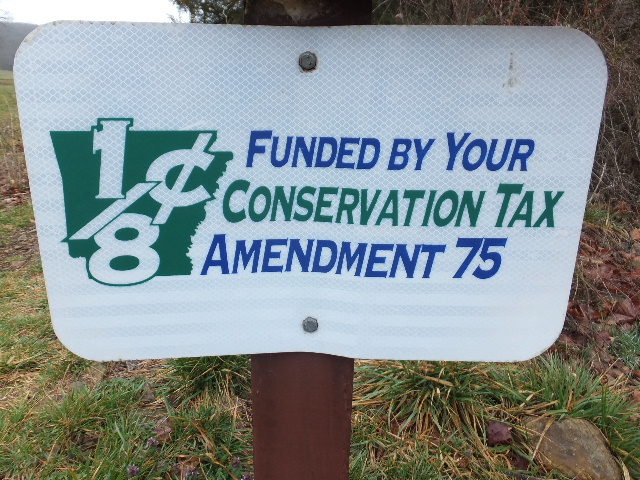 1/8¢
FUNDED BY YOUR
CONSERVATION TAX
AMENDMENT 75